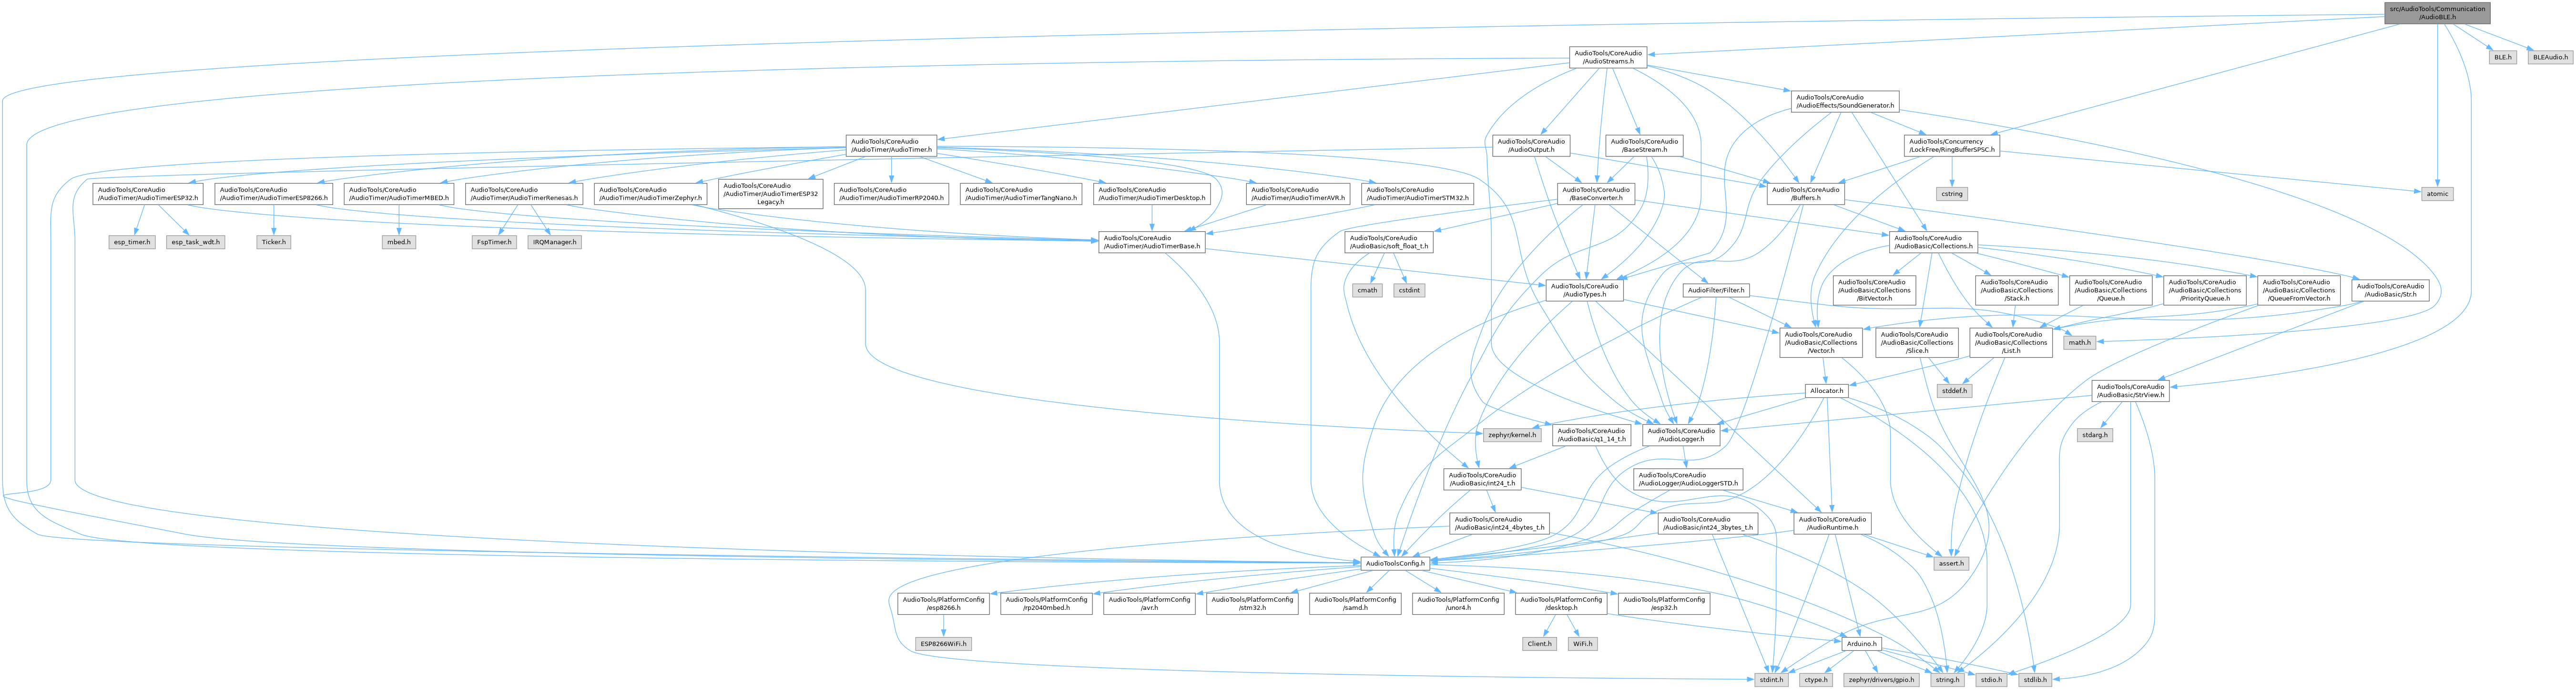 src/AudioTools/Communication
/AudioBLE.h
AudioTools/CoreAudio
/AudioStreams.h
BLE.h
BLEAudio.h
AudioTools/CoreAudio
/AudioEffects/SoundGenerator.h
AudioTools/CoreAudio
/AudioTimer/AudioTimer.h
AudioTools/CoreAudio
/AudioOutput.h
AudioTools/CoreAudio
/BaseStream.h
AudioTools/Concurrency
/LockFree/RingBufferSPSC.h
AudioTools/CoreAudio
/AudioTimer/AudioTimerESP32.h
AudioTools/CoreAudio
/AudioTimer/AudioTimerESP8266.h
AudioTools/CoreAudio
/AudioTimer/AudioTimerMBED.h
AudioTools/CoreAudio
/AudioTimer/AudioTimerRenesas.h
AudioTools/CoreAudio
/AudioTimer/AudioTimerZephyr.h
AudioTools/CoreAudio
/AudioTimer/AudioTimerESP32
Legacy.h
AudioTools/CoreAudio
/AudioTimer/AudioTimerRP2040.h
AudioTools/CoreAudio
/AudioTimer/AudioTimerTangNano.h
AudioTools/CoreAudio
/AudioTimer/AudioTimerDesktop.h
AudioTools/CoreAudio
/AudioTimer/AudioTimerAVR.h
AudioTools/CoreAudio
/AudioTimer/AudioTimerSTM32.h
AudioTools/CoreAudio
/BaseConverter.h
AudioTools/CoreAudio
/Buffers.h
cstring
atomic
esp_timer.h
esp_task_wdt.h
Ticker.h
mbed.h
FspTimer.h
IRQManager.h
AudioTools/CoreAudio
/AudioTimer/AudioTimerBase.h
AudioTools/CoreAudio
/AudioBasic/soft_float_t.h
AudioTools/CoreAudio
/AudioBasic/Collections.h
cmath
cstdint
AudioTools/CoreAudio
/AudioTypes.h
AudioFilter/Filter.h
AudioTools/CoreAudio
/AudioBasic/Collections
/BitVector.h
AudioTools/CoreAudio
/AudioBasic/Collections
/Stack.h
AudioTools/CoreAudio
/AudioBasic/Collections
/Queue.h
AudioTools/CoreAudio
/AudioBasic/Collections
/PriorityQueue.h
AudioTools/CoreAudio
/AudioBasic/Collections
/QueueFromVector.h
AudioTools/CoreAudio
/AudioBasic/Str.h
AudioTools/CoreAudio
/AudioBasic/Collections
/Vector.h
AudioTools/CoreAudio
/AudioBasic/Collections
/Slice.h
AudioTools/CoreAudio
/AudioBasic/Collections
/List.h
math.h
Allocator.h
stddef.h
AudioTools/CoreAudio
/AudioBasic/StrView.h
zephyr/kernel.h
AudioTools/CoreAudio
/AudioBasic/q1_14_t.h
AudioTools/CoreAudio
/AudioLogger.h
stdarg.h
AudioTools/CoreAudio
/AudioBasic/int24_t.h
AudioTools/CoreAudio
/AudioLogger/AudioLoggerSTD.h
AudioTools/CoreAudio
/AudioBasic/int24_4bytes_t.h
AudioTools/CoreAudio
/AudioBasic/int24_3bytes_t.h
AudioTools/CoreAudio
/AudioRuntime.h
AudioToolsConfig.h
assert.h
AudioTools/PlatformConfig
/esp8266.h
AudioTools/PlatformConfig
/rp2040mbed.h
AudioTools/PlatformConfig
/avr.h
AudioTools/PlatformConfig
/stm32.h
AudioTools/PlatformConfig
/samd.h
AudioTools/PlatformConfig
/unor4.h
AudioTools/PlatformConfig
/desktop.h
AudioTools/PlatformConfig
/esp32.h
ESP8266WiFi.h
Client.h
WiFi.h
Arduino.h
stdint.h
ctype.h
zephyr/drivers/gpio.h
string.h
stdio.h
stdlib.h